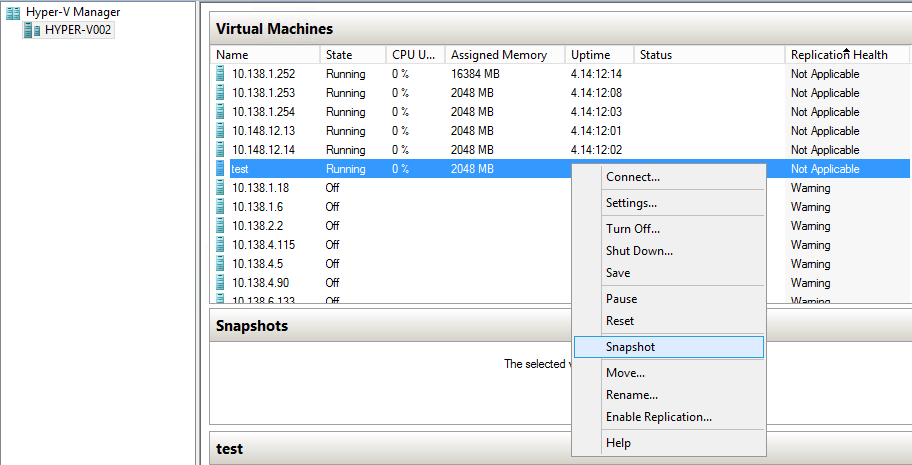 Hyper-V Manager
HYPER-V002
Virtual Machines
Name State CPU U... Assigned Memory Uptime Status Replication Health
10.138.1.252 Running 0 % 16384 MB 4.14:12:14 Not Applicable
10.138.1.253 Running 0 % 2048 MB 4.14:12:08 Not Applicable
10.138.1.254 Running 0 % 2048 MB 4.14:12:03 Not Applicable
10.148.12.13 Running 0 % 2048 MB 4.14:12:01 Not Applicable
10.148.12.14 Running 0 % 2048 MB 4.14:12:02 Not Applicable
test Running 0 % 2048 MB Not Applicable
10.138.1.18 Off Warning
10.138.1.6 Off Warning
10.138.2.2 Off Warning
10.138.4.115 Off Warning
10.138.4.5 Off Warning
10.138.4.90 Off Warning
10.138.6.133 Off Warning
Connect...
Settings...
Turn Off...
Shut Down...
Save
Pause
Reset
Snapshot
Move...
Rename...
Enable Replication...
Help
Snapshots
The selected
test